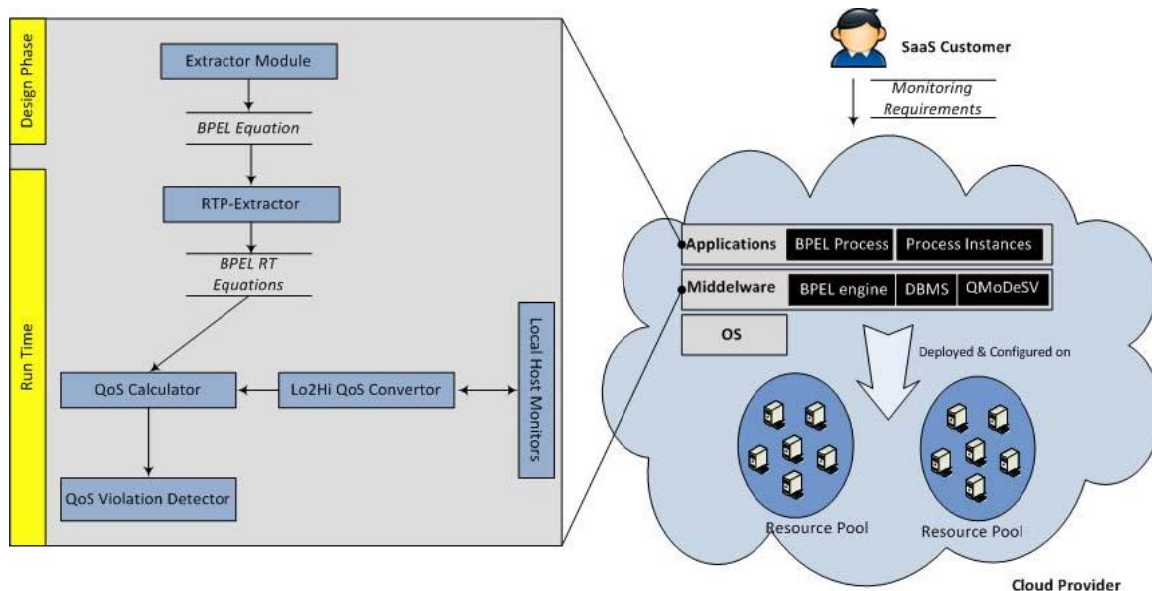 Design Phase
Extractor Module
BPEL Equation
Run Time
RTP-Extractor
BPEL RT
Equations
QoS Calculator
Lo2Hi QoS Convertor
Local Host
Monitors
QoS Violation Detector
SaaS Customer
Monitoring
Requirements
Applications
BPEL Process
Process Instances
Middelware
BPEL engine
DBMS
QMoDeSV
OS
Deployed & Configured on
Resource Pool
Resource Pool
Cloud Provider